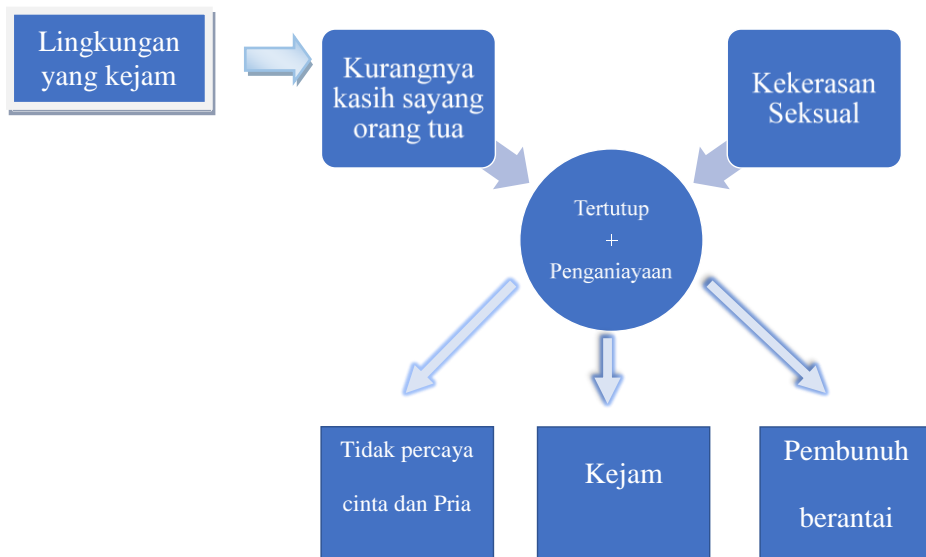 Lingkungan
yang kejam
Kurangnya
kasih sayang
orang tua
Kekerasan
Seksual
Tertutup
+
Penganiayaan
Tidak percaya
cinta dan Pria
Kejam
Pembunuh
berantai